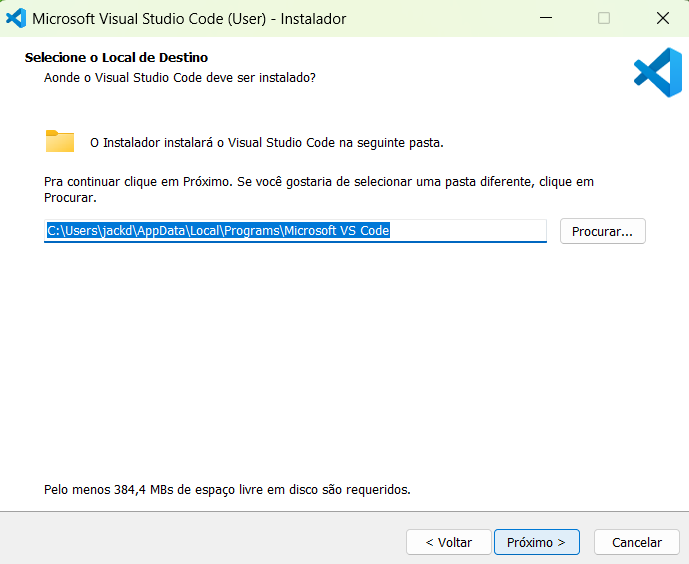 Microsoft Visual Studio Code (User) - Instalador
Selecione o Local de Destino
Aonde o Visual Studio Code deve ser instalado?
O Instalador instalará o Visual Studio Code na seguinte pasta.
Pra continuar clique em Próximo. Se você gostaria de selecionar uma pasta diferente, clique em
Procurar.
C:\Users\jackd\AppData\Local\Programs\Microsoft VS Code
Procurar...
Pelo menos 384,4 MBs de espaço livre em disco são requeridos.
< Voltar
Próximo >
Cancelar